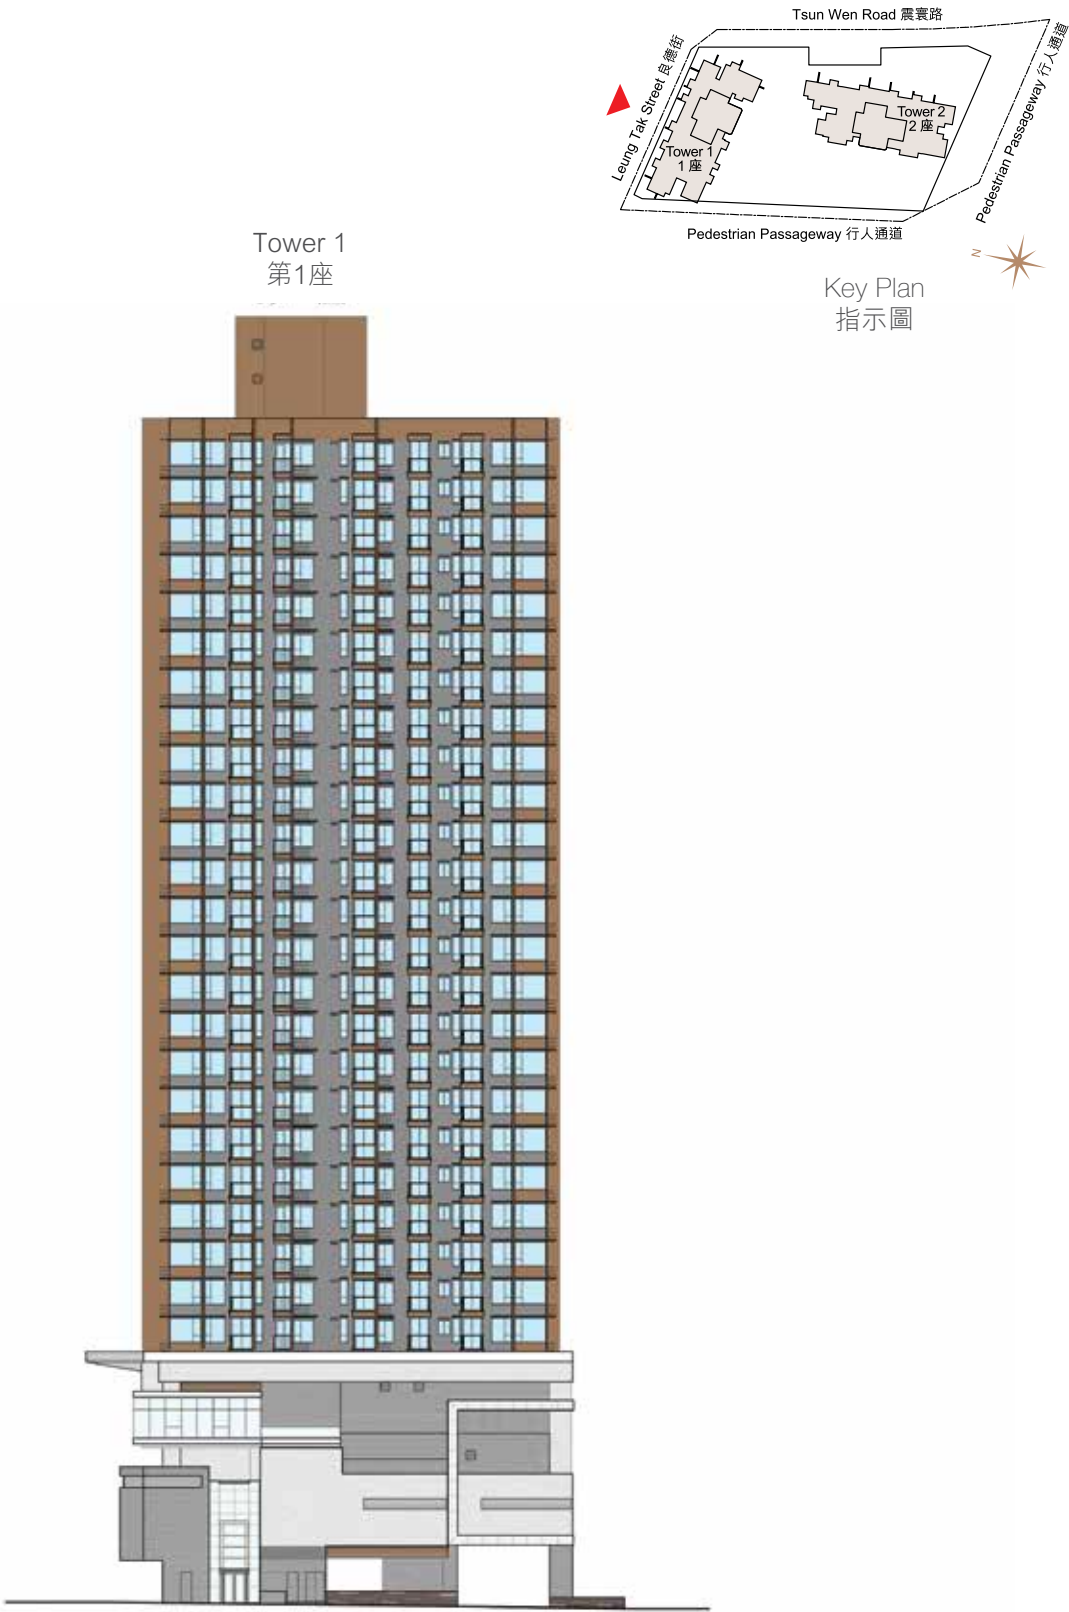 Tsun Wen Road 震寰路
Leung Tak Street 良德街
Pedestrian Passageway 行人通道
Tower 1
1 座
Tower 2
2 座
Pedestrian Passageway 行人通道
N
Key Plan
指示圖
Tower 1
第1座